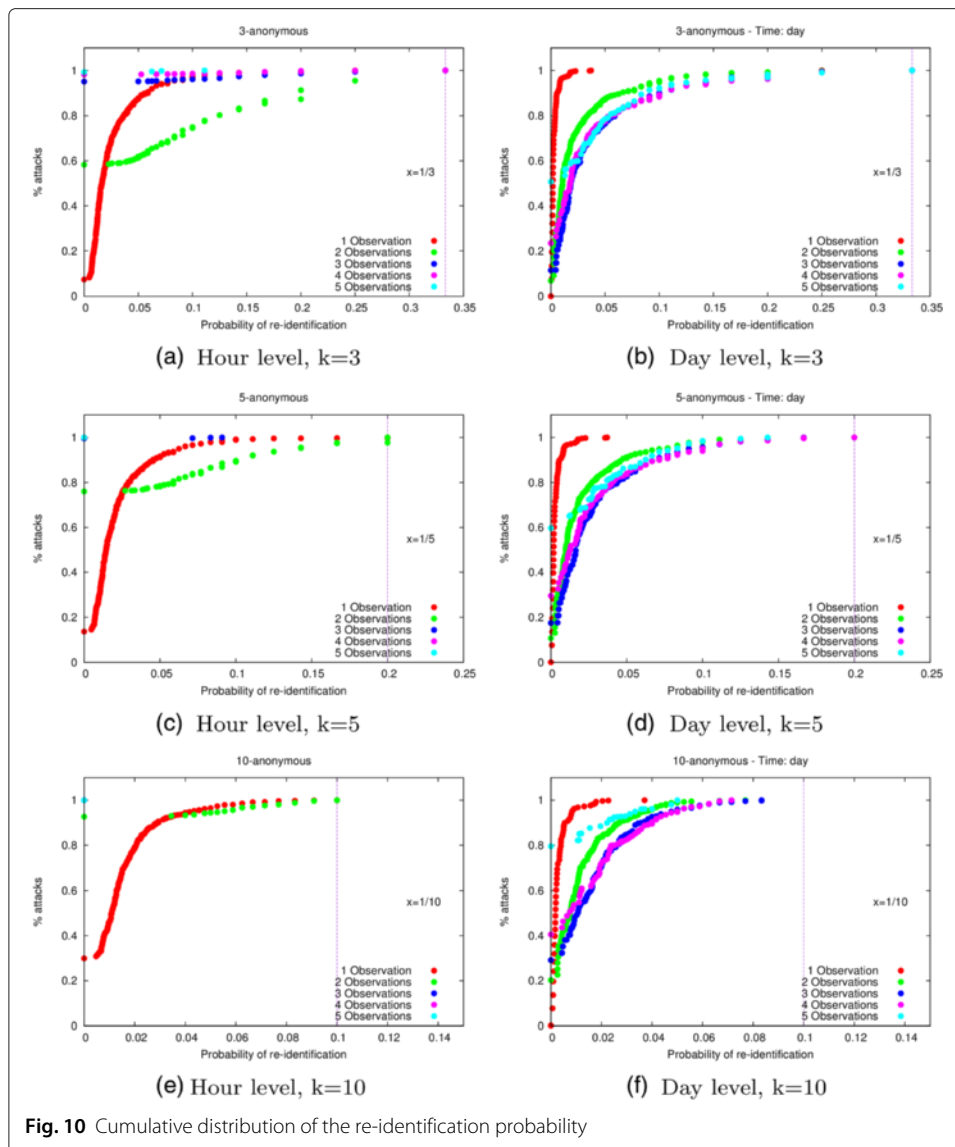 3-anonymous
% attacks
1
0.8
0.6
0.4
0.2
0
x=1/3
1 Observation
2 Observations
3 Observations
4 Observations
5 Observations
0 0.05 0.1 0.15 0.2 0.25 0.3 0.35
Probability of re-identification
(a) Hour level, k=3
3-anonymous - Time: day
% attacks
1
0.8
0.6
0.4
0.2
0
x=1/3
1 Observation
2 Observations
3 Observations
4 Observations
5 Observations
0 0.05 0.1 0.15 0.2 0.25 0.3 0.35
Probability of re-identification
(b) Day level, k=3
5-anonymous
% attacks
1
0.8
0.6
0.4
0.2
0
x=1/5
1 Observation
2 Observations
3 Observations
4 Observations
5 Observations
0 0.05 0.1 0.15 0.2 0.25
Probability of re-identification
(c) Hour level, k=5
5-anonymous - Time: day
% attacks
1
0.8
0.6
0.4
0.2
0
x=1/5
1 Observation
2 Observations
3 Observations
4 Observations
5 Observations
0 0.05 0.1 0.15 0.2 0.25
Probability of re-identification
(d) Day level, k=5
10-anonymous
% attacks
1
0.8
0.6
0.4
0.2
0
x=1/10
1 Observation
2 Observations
3 Observations
4 Observations
5 Observations
0 0.02 0.04 0.06 0.08 0.1 0.12 0.14
Probability of re-identification
(e) Hour level, k=10
10-anonymous - Time: day
% attacks
1
0.8
0.6
0.4
0.2
0
x=1/10
1 Observation
2 Observations
3 Observations
4 Observations
5 Observations
0 0.02 0.04 0.06 0.08 0.1 0.12 0.14
Probability of re-identification
(f) Day level, k=10
Fig. 10 Cumulative distribution of the re-identification probability